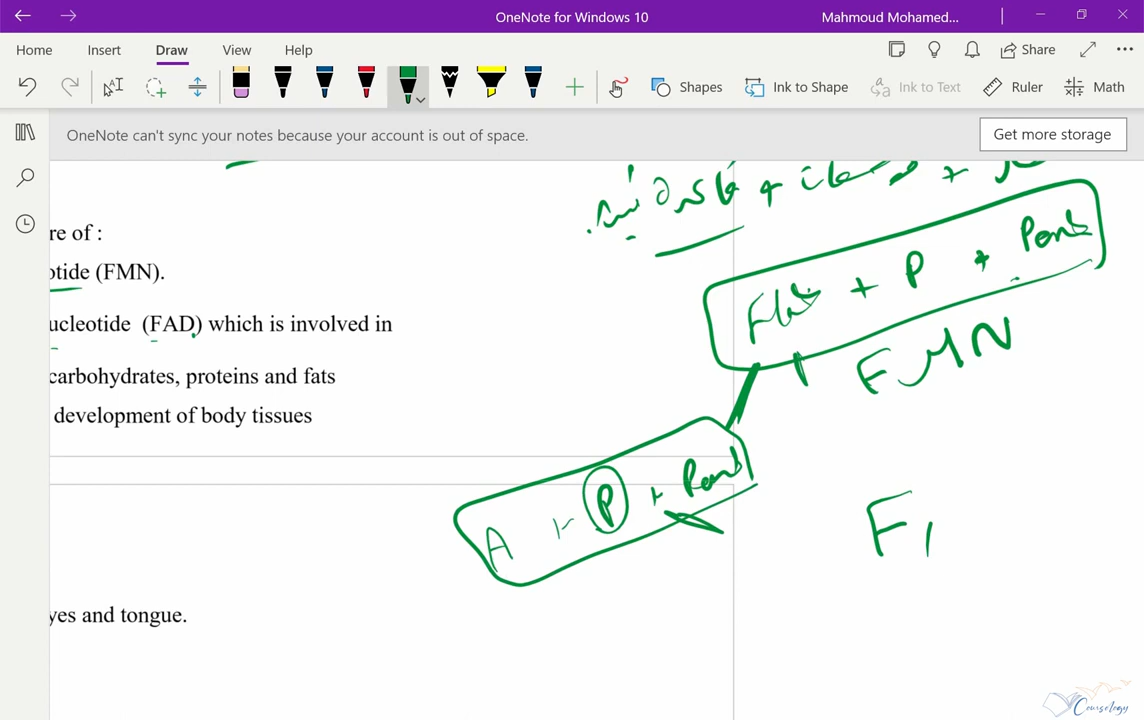 OneNote for Windows 10
Mahmoud Mohamed...
Home Insert Draw View Help
Share
Shapes Ink to Shape Ink to Text Ruler Math
OneNote can't sync your notes because your account is out of space.
Get more storage
re of :
otide (FMN).
ucleotide (FAD) which is involved in
carbohydrates, proteins and fats
development of body tissues
yes and tongue.
+ P +
FMN
A + P +
F
Courselogy